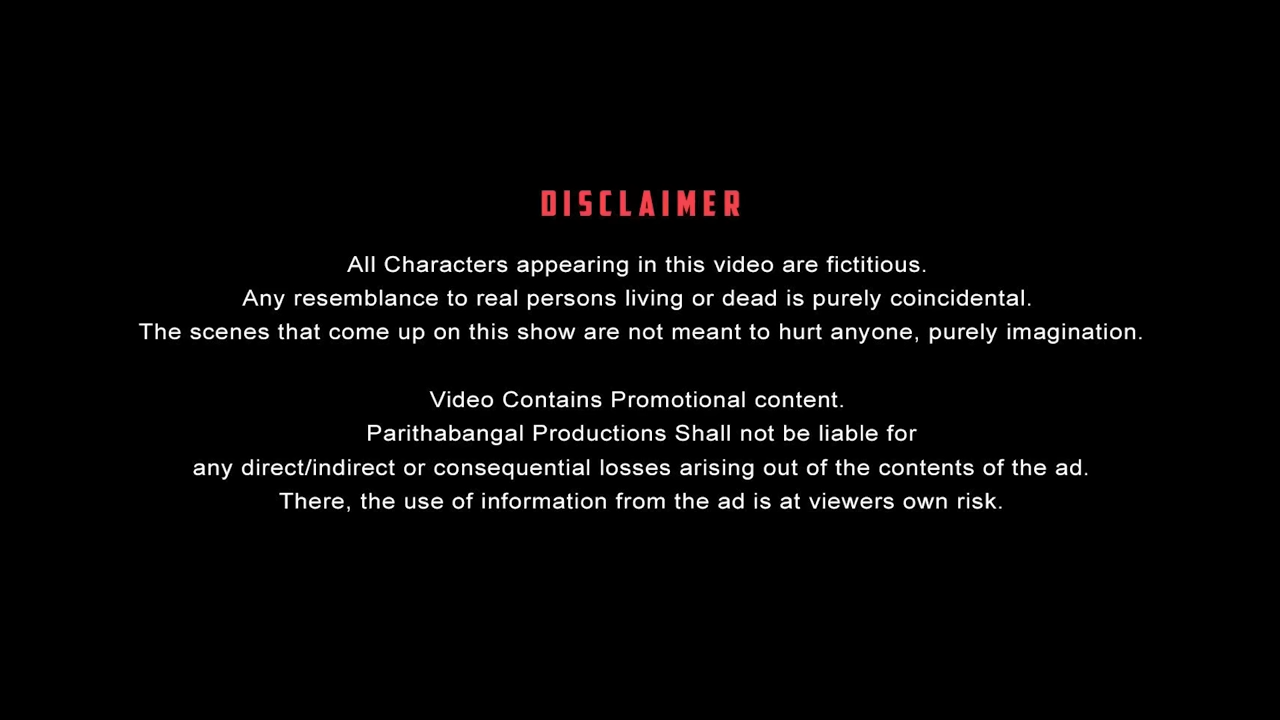 DISCLAIMER
All Characters appearing in this video are fictitious.
Any resemblance to real persons living or dead is purely coincidental.
The scenes that come up on this show are not meant to hurt anyone, purely imagination.
Video Contains Promotional content.
Parithabangal Productions Shall not be liable for
any direct/indirect or consequential losses arising out of the contents of the ad.
There, the use of information from the ad is at viewers own risk.